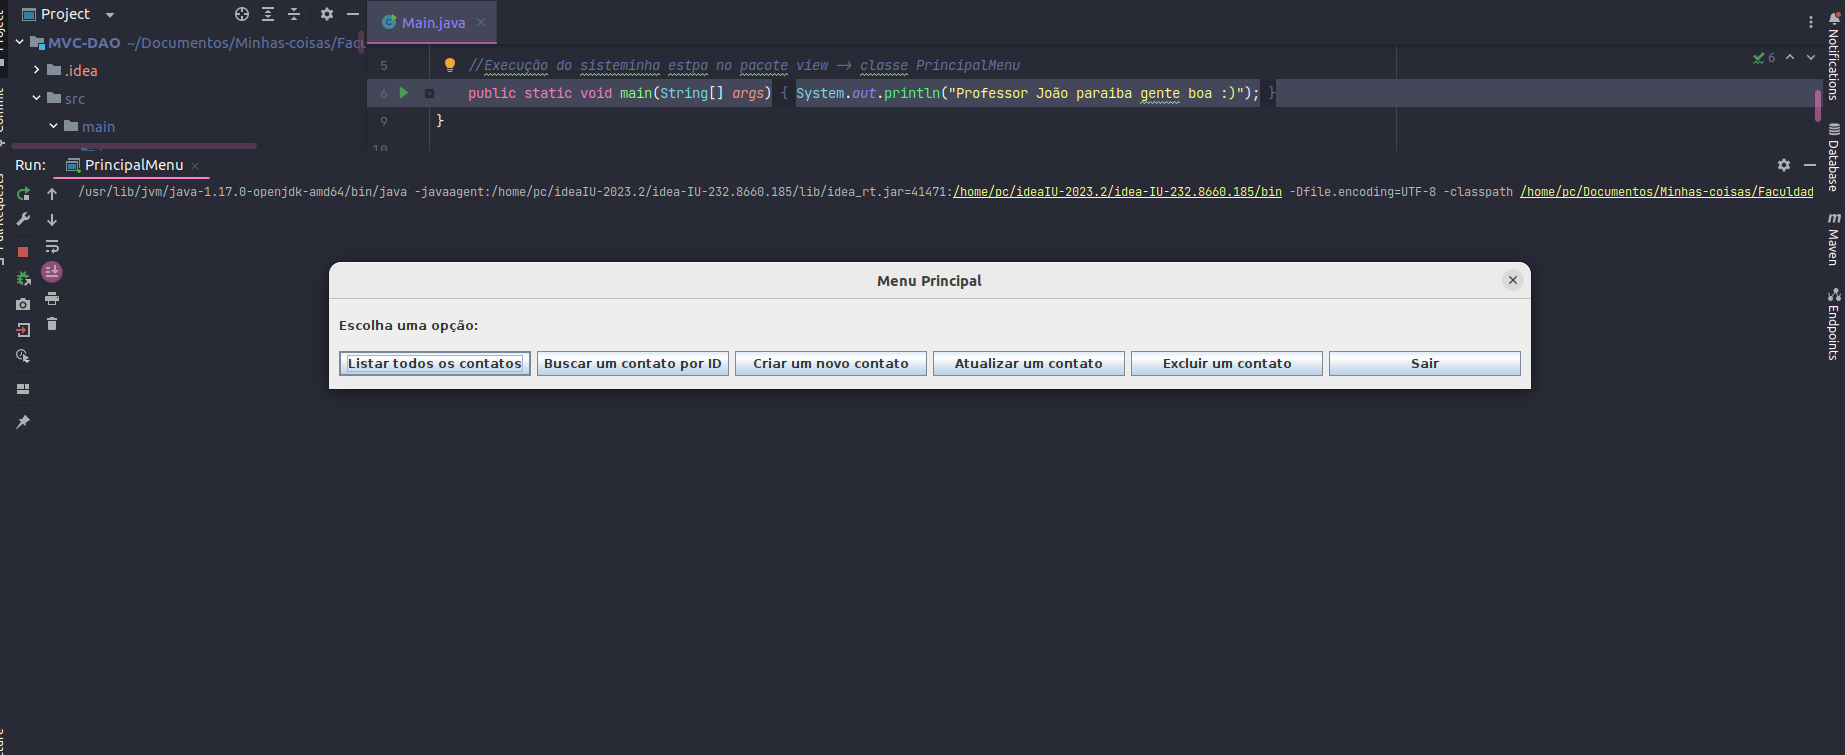 Project
Main.java
MVC-DAO ~/Documentos/Minhas-coisas/Facu
.idea
src
main
5 //Execução do sisteminha estpa no pacote view -> classe PrincipalMenu
6 public static void main(String[] args) { System.out.println("Professor João paraiba gente boa :)"); }
9 }
10
6
Run: PrincipalMenu
/usr/lib/jvm/java-1.17.0-openjdk-amd64/bin/java -javaagent:/home/pc/ideaIU-2023.2/idea-IU-232.8660.185/lib/idea_rt.jar=41471:/home/pc/ideaIU-2023.2/idea-IU-232.8660.185/bin -Dfile.encoding=UTF-8 -classpath /home/pc/Documentos/Minhas-coisas/Faculdad
Menu Principal
Escolha uma opção:
Listar todos os contatos
Buscar um contato por ID
Criar um novo contato
Atualizar um contato
Excluir um contato
Sair
Notifications
Database
m Maven
Endpoints